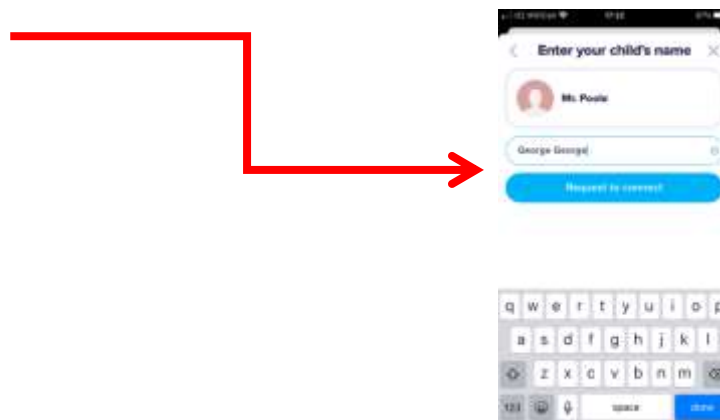 Enter your child's name
Mr. Poole
George George
Request to connect
q w e r t y u i o p
a s d f g h j k l
z x c v b n m
123 space done